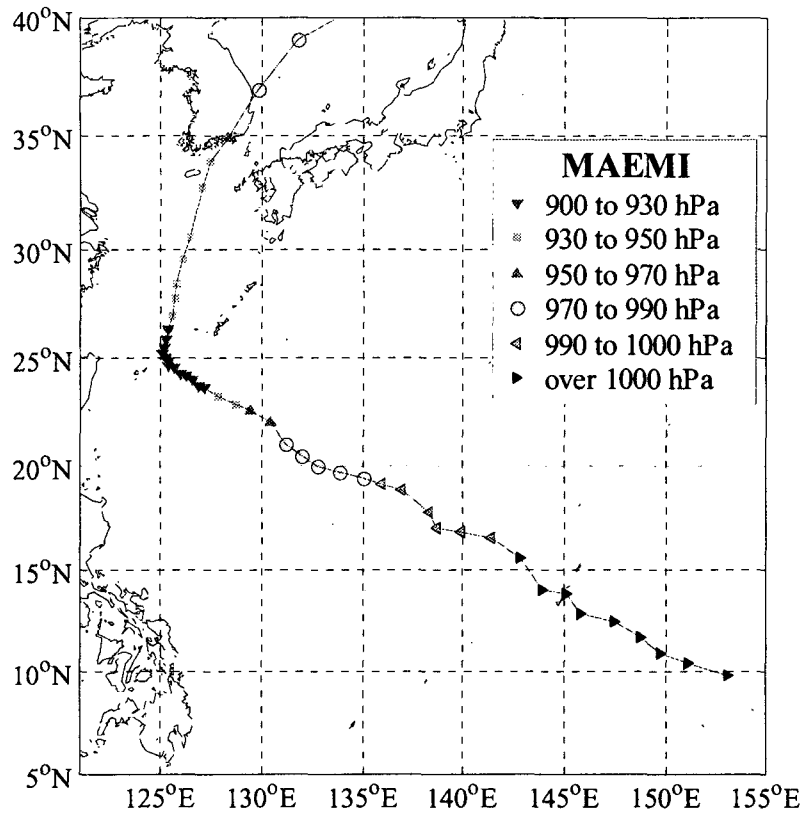 40°N
35°N
30°N
25°N
20°N
15°N
10°N
5°N
MAEMI
900 to 930 hPa
930 to 950 hPa
950 to 970 hPa
970 to 990 hPa
990 to 1000 hPa
over 1000 hPa
125°E 130°E 135°E 140°E 145°E 150°E 155°E